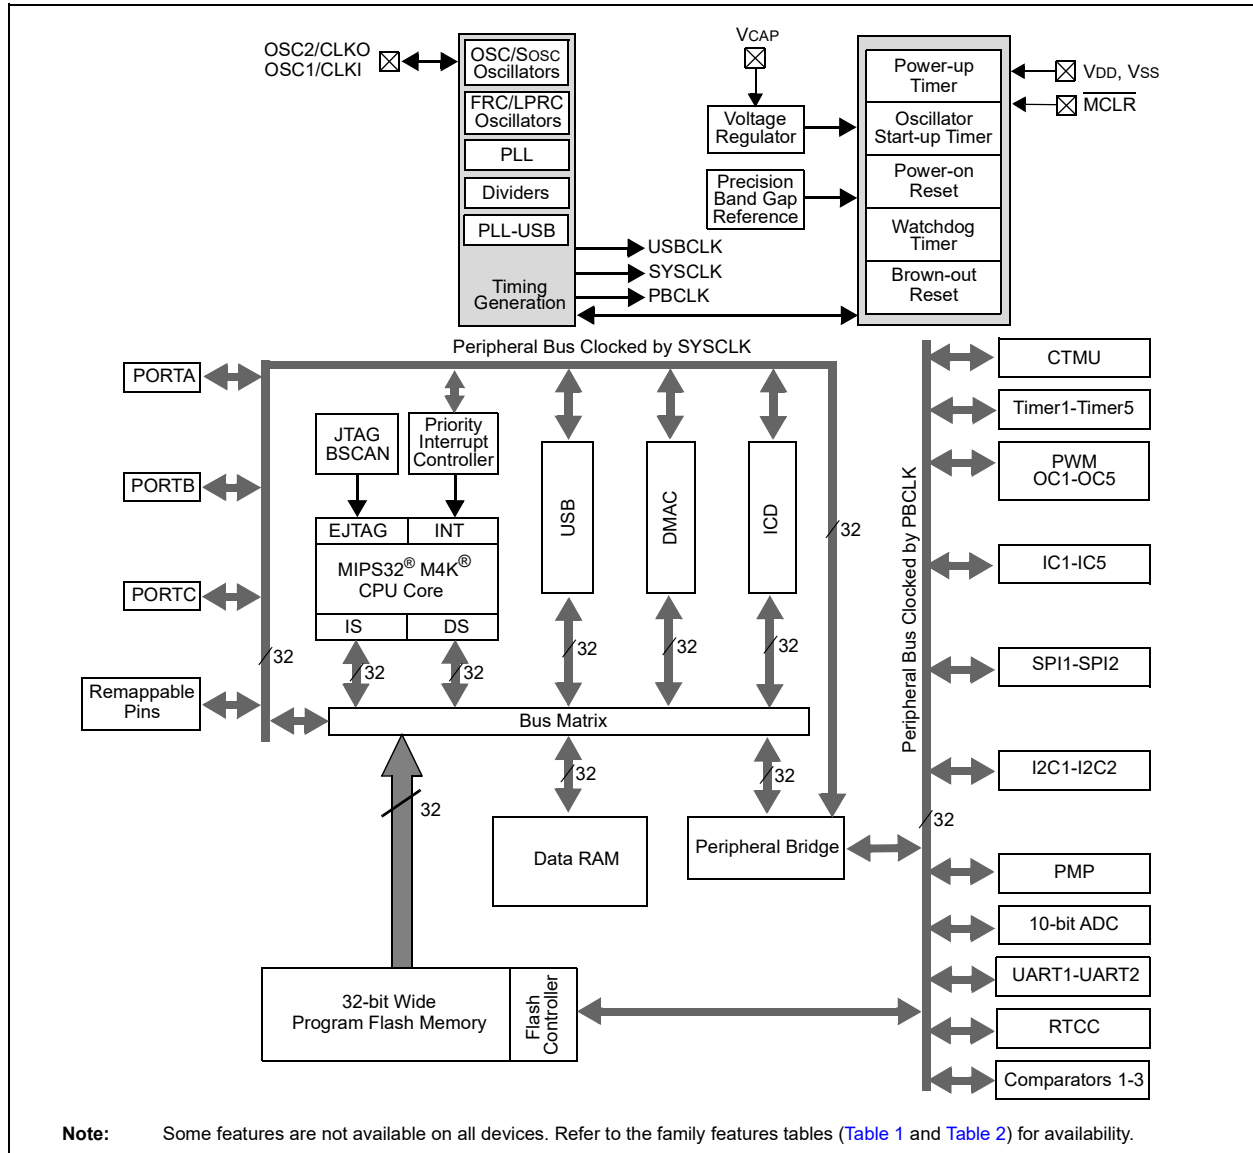 OSC2/CLKO
OSC1/CLKI
OSC/SOSC
Oscillators
FRC/LPRC
Oscillators
PLL
Dividers
PLL-USB
Timing
Generation
USBCLK
SYSCLK
PBCLK
VCAP
Voltage
Regulator
Precision
Band Gap
Reference
Power-up
Timer
Oscillator
Start-up Timer
Power-on
Reset
Watchdog
Timer
Brown-out
Reset
VDD, VSS
MCLR
Peripheral Bus Clocked by SYSCLK
PORTA
PORTB
PORTC
Remappable
Pins
32
JTAG
BSCAN
Priority
Interrupt
Controller
EJTAG
INT
MIPS32® M4K®
CPU Core
IS
DS
32
32
USB
32
DMAC
32
ICD
32
32
Bus Matrix
32
32
32
Data RAM
Peripheral Bridge
32-bit Wide
Program Flash Memory
Flash
Controller
Peripheral Bus Clocked by PBCLK
32
CTMU
Timer1-Timer5
PWM
OC1-OC5
IC1-IC5
SPI1-SPI2
I2C1-I2C2
PMP
10-bit ADC
UART1-UART2
RTCC
Comparators 1-3
Note: Some features are not available on all devices. Refer to the family features tables (Table 1 and Table 2) for availability.